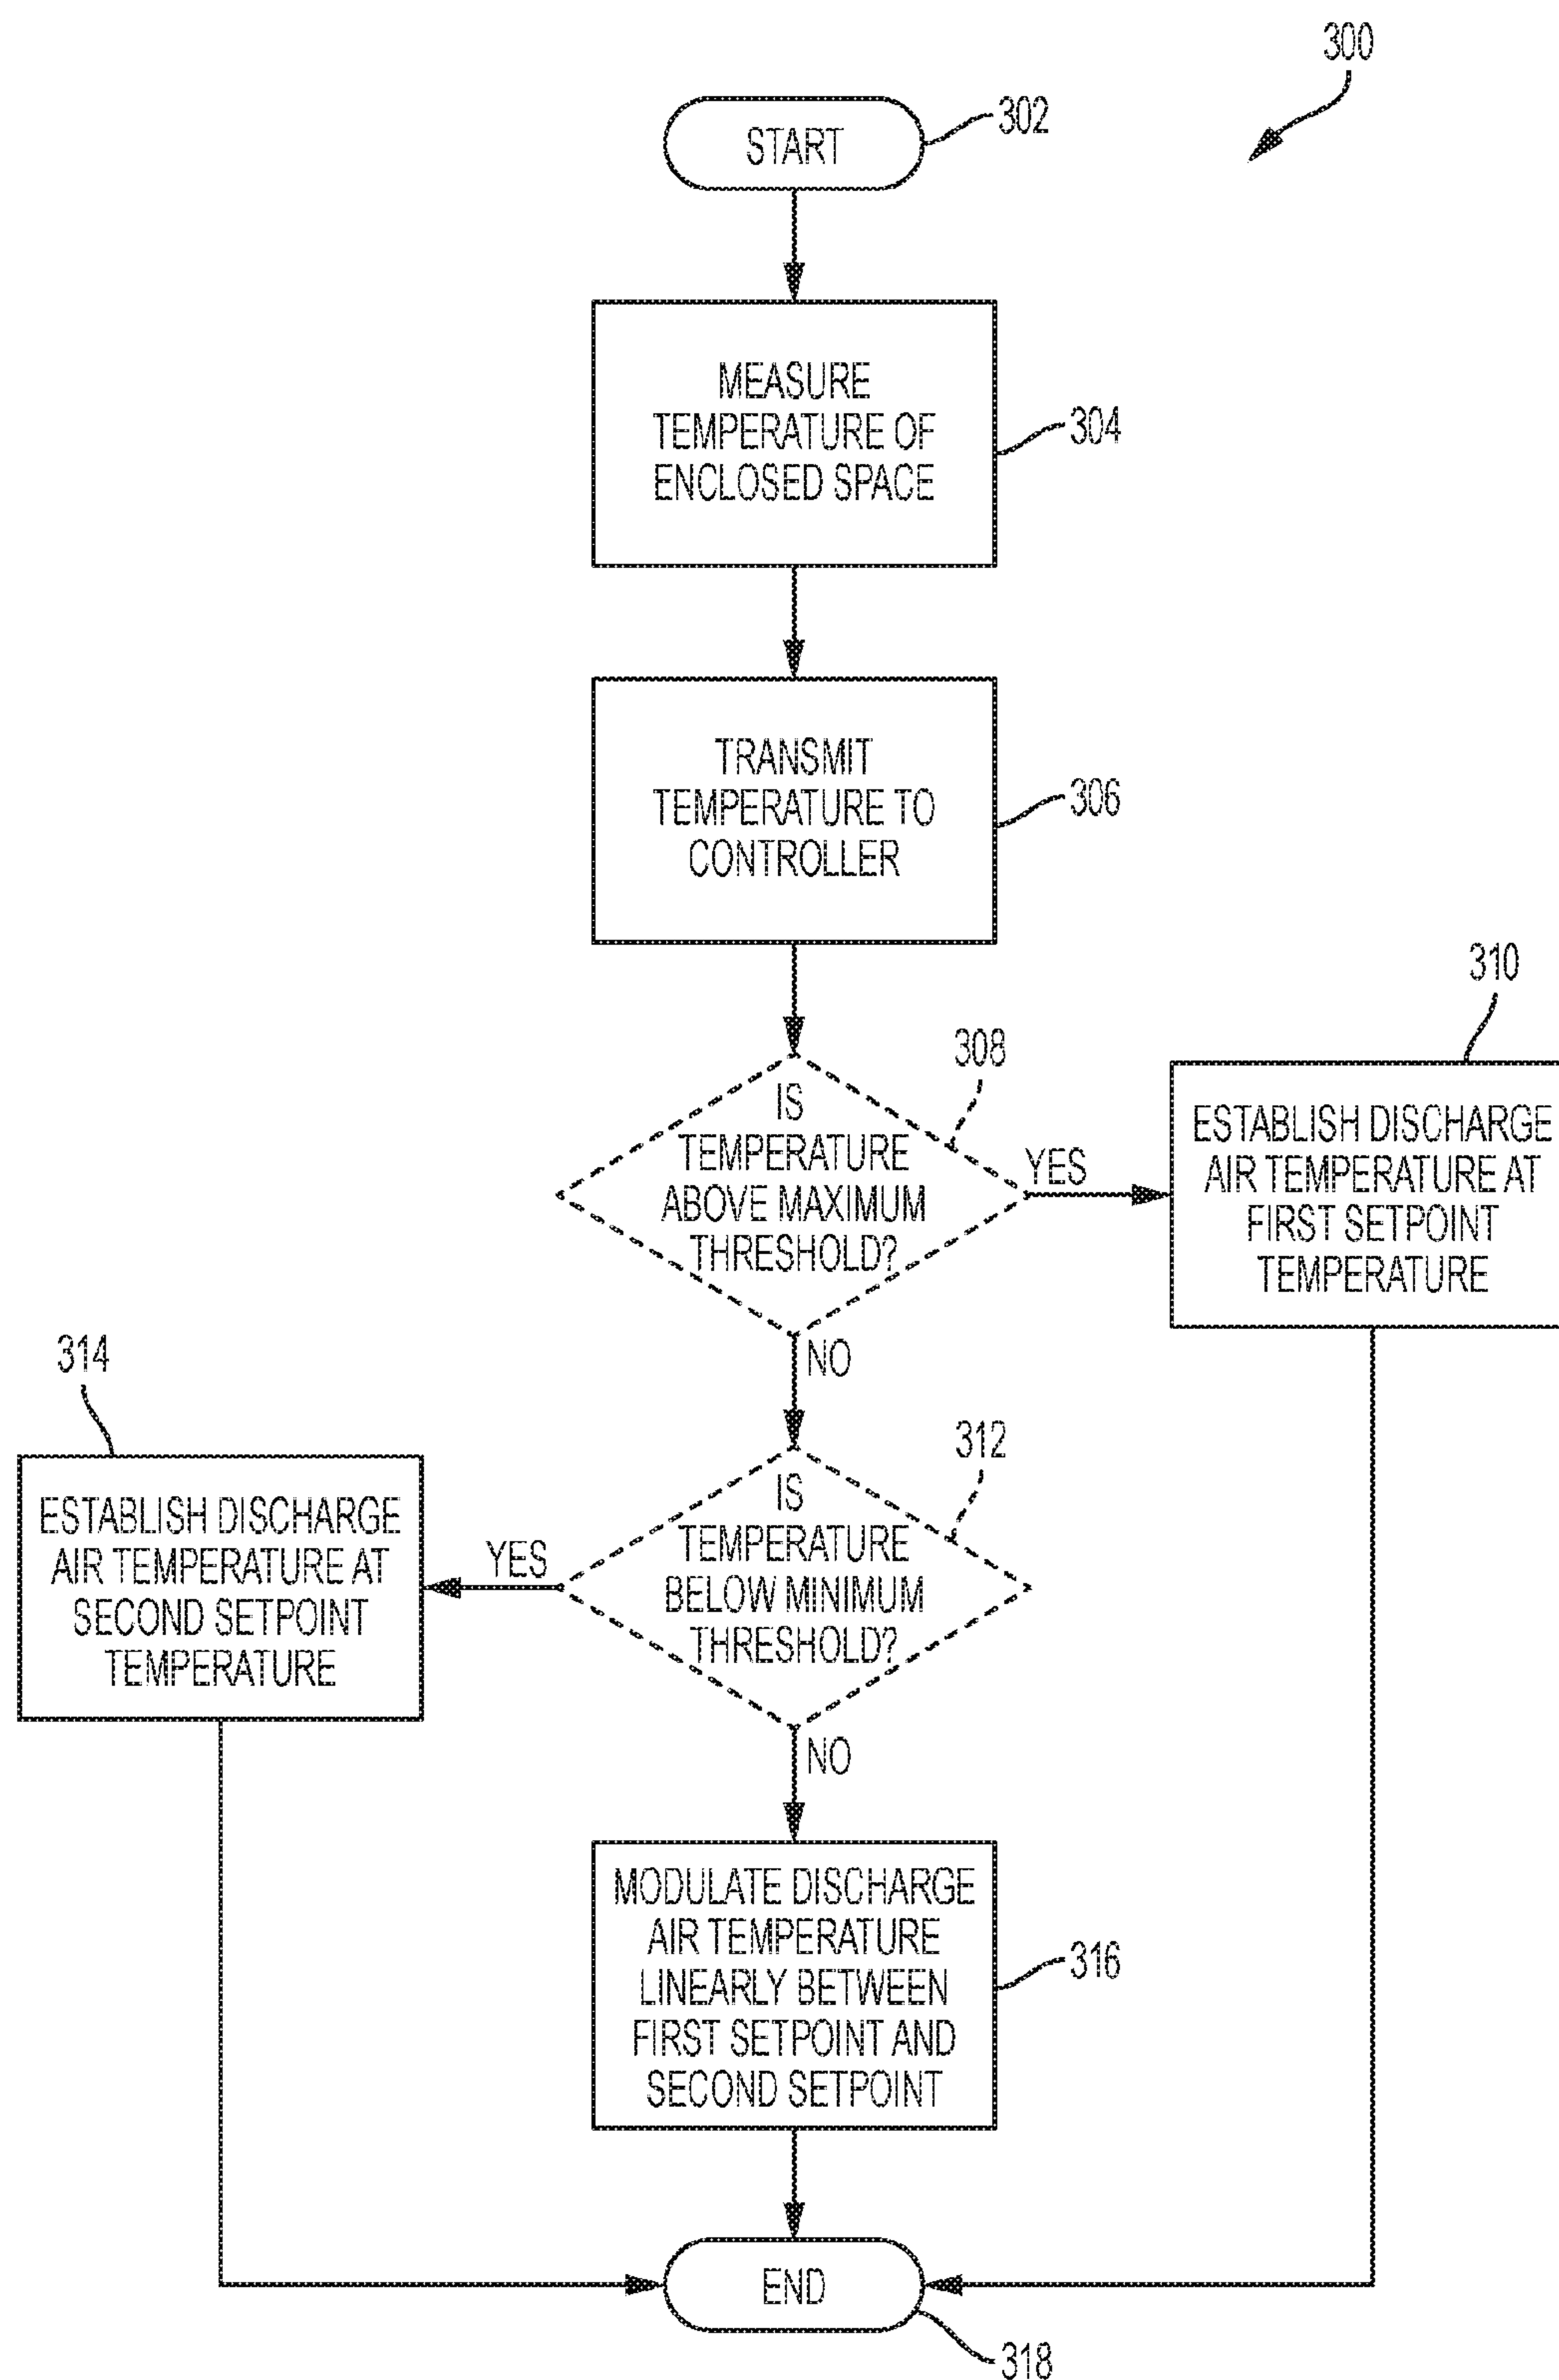 300
START
302
MEASURE
TEMPERATURE OF
ENCLOSED SPACE
304
TRANSMIT
TEMPERATURE TO
CONTROLLER
306
IS
TEMPERATURE
ABOVE MAXIMUM
THRESHOLD?
308
YES
310
ESTABLISH DISCHARGE
AIR TEMPERATURE AT
FIRST SETPOINT
TEMPERATURE
NO
312
IS
TEMPERATURE
BELOW MINIMUM
THRESHOLD?
YES
314
ESTABLISH DISCHARGE
AIR TEMPERATURE AT
SECOND SETPOINT
TEMPERATURE
NO
MODULATE DISCHARGE
AIR TEMPERATURE
LINEARLY BETWEEN
FIRST SETPOINT AND
SECOND SETPOINT
316
END
318